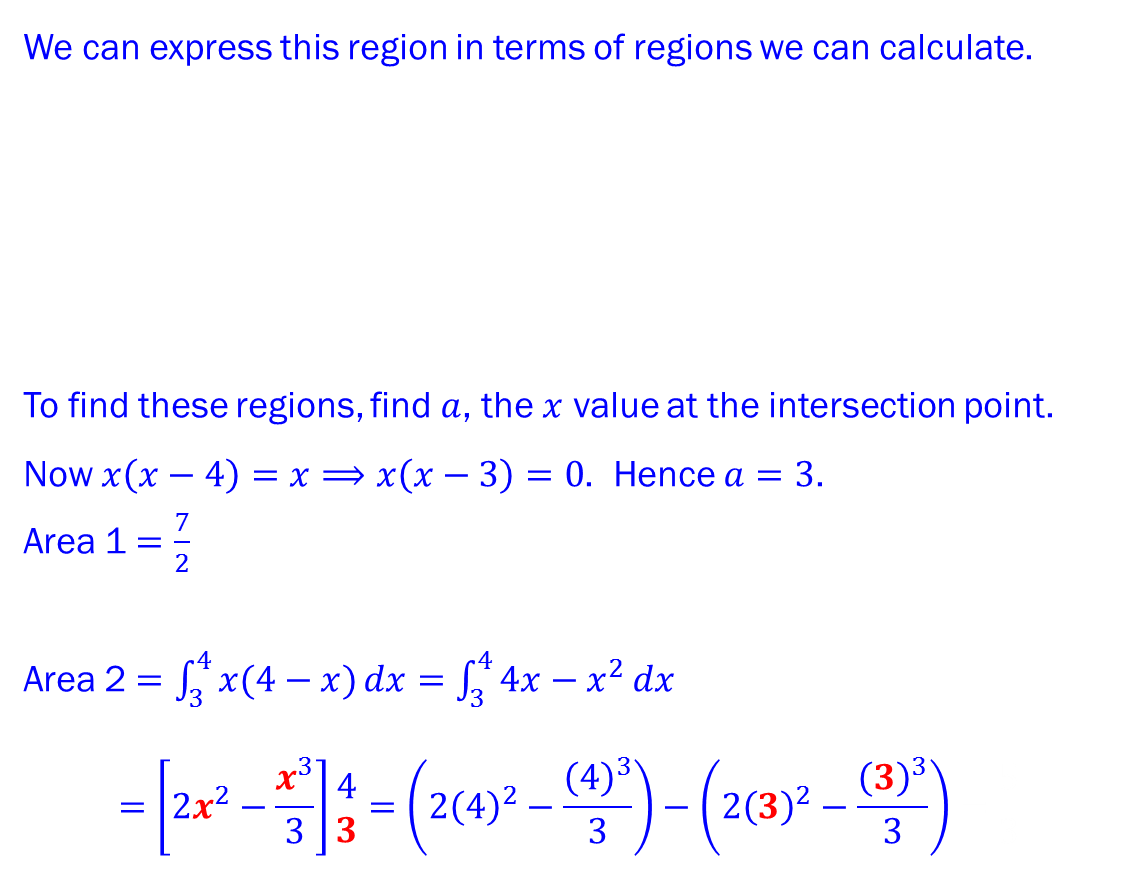 We can express this region in terms of regions we can calculate.
To find these regions, find a, the x value at the intersection point.
Now x(x − 4) = x ⟹ x(x − 3) = 0. Hence a = 3.
Area 1 = 7/2
Area 2 = ∫₃⁴ x(4 − x) dx = ∫₃⁴ 4x − x² dx
= [2x² − x³/3] 4 3 = (2(4)² − (4)³/3) − (2(3)² − (3)³/3)